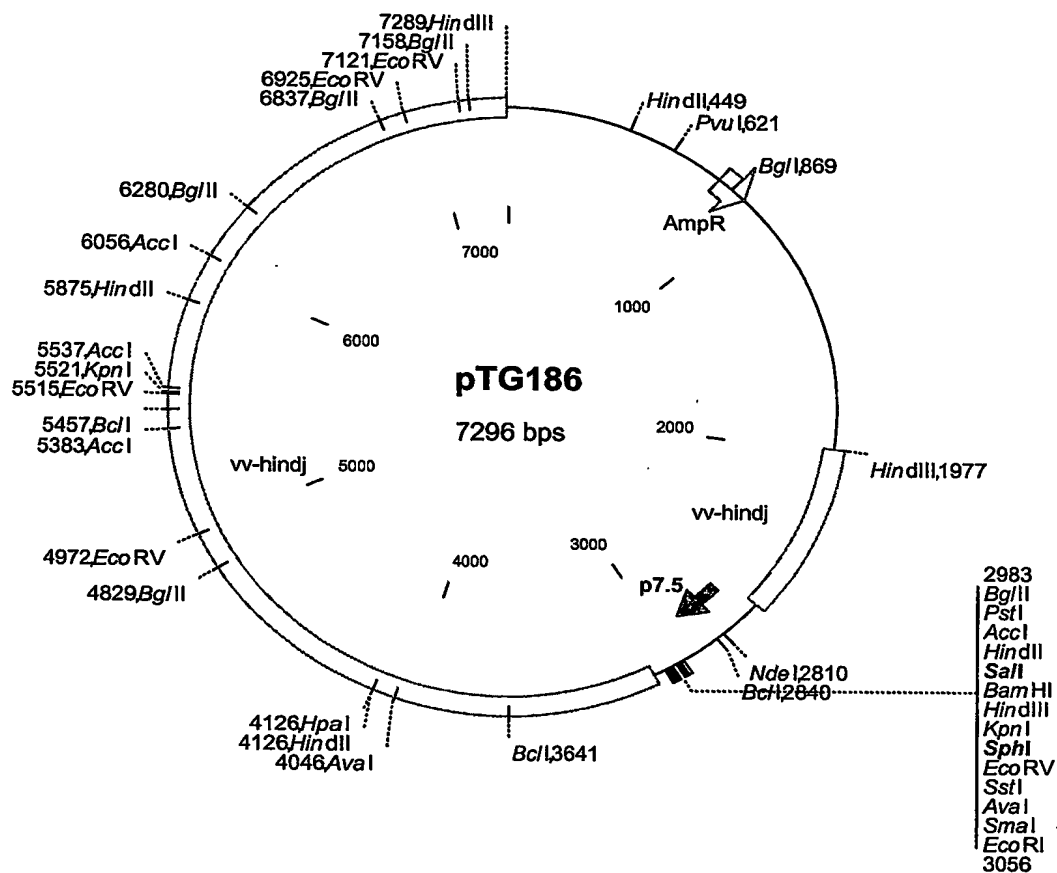 7289,HindIII
7158,BglII
7121,EcoRV
6925,EcoRV
6837,BglII
HindII,449
PvuI,621
BglI,869
AmpR
6280,BglII
6056,AccI
5875,HindII
5537,AccI
5521,KpnI
5515,EcoRV
5457,BclI
5383,AccI
4972,EcoRV
4829,BglII
7000
1000
6000
pTG186
7296 bps
2000
vv-hindj
5000
HindIII,1977
vv-hindj
3000
4000
p7.5
NdeI,2810
BclI,2840
4126,HpaI
4126,HindII
4046,AvaI
BclI,3641
2983
BglII
PstI
AccI
HindII
SalI
BamHI
HindIII
KpnI
SphI
EcoRV
SstI
AvaI
SmaI
EcoRI
3056